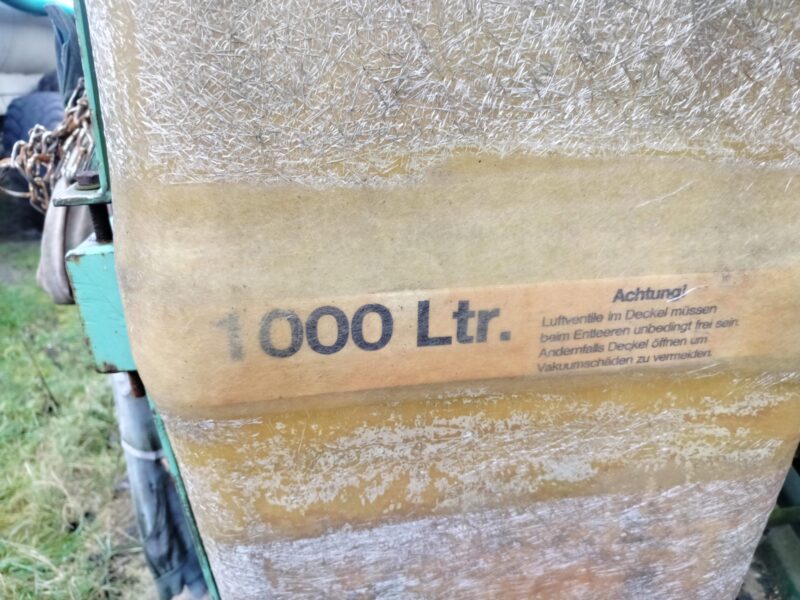 1000 Ltr.
Achtung!
Luftventile im Deckel müssen
beim Entleeren unbedingt frei sein.
Andernfalls Deckel öffnen um
Vakuumschäden zu vermeiden.